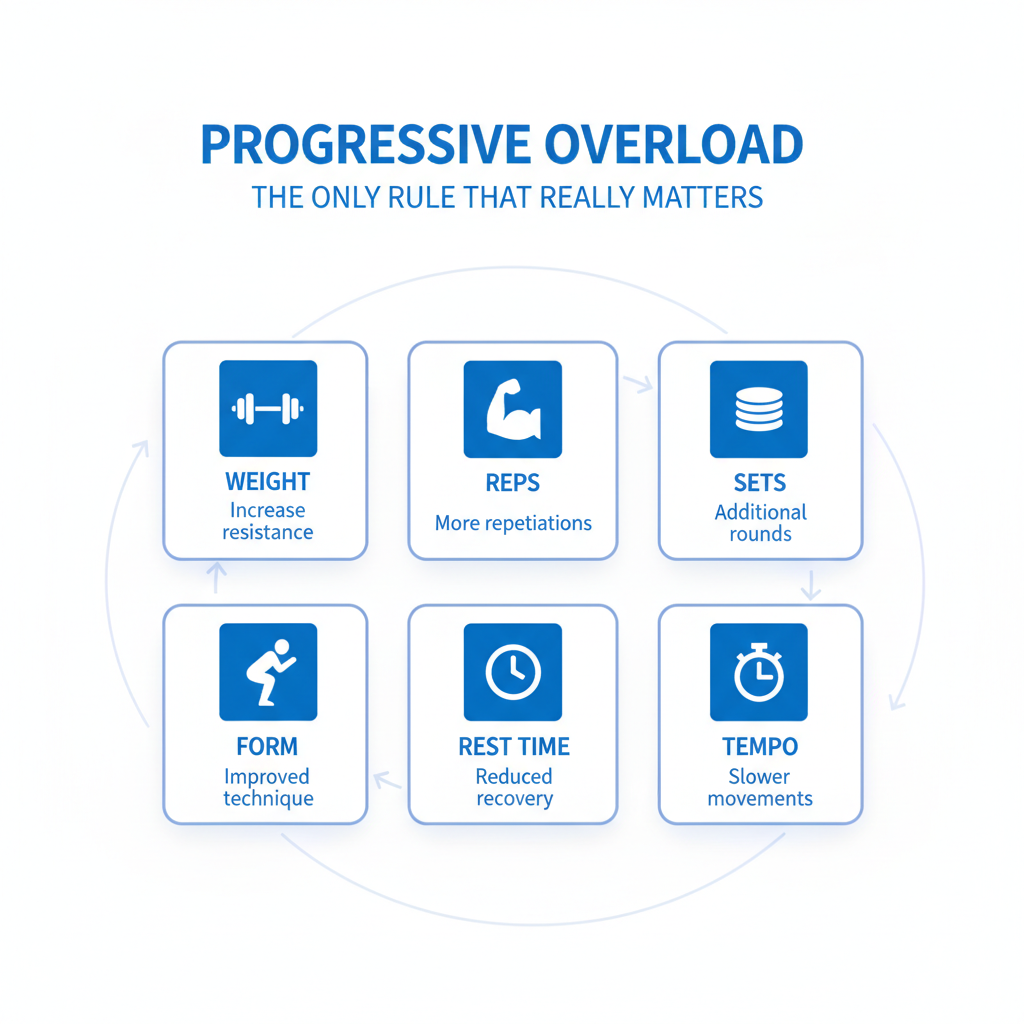 PROGRESSIVE OVERLOAD
THE ONLY RULE THAT REALLY MATTERS
WEIGHT
Increase
resistance
REPS
More repetiations
SETS
Additional
rounds
FORM
Improved
technique
REST TIME
Reduced
recovery
TEMPO
Slower
movements